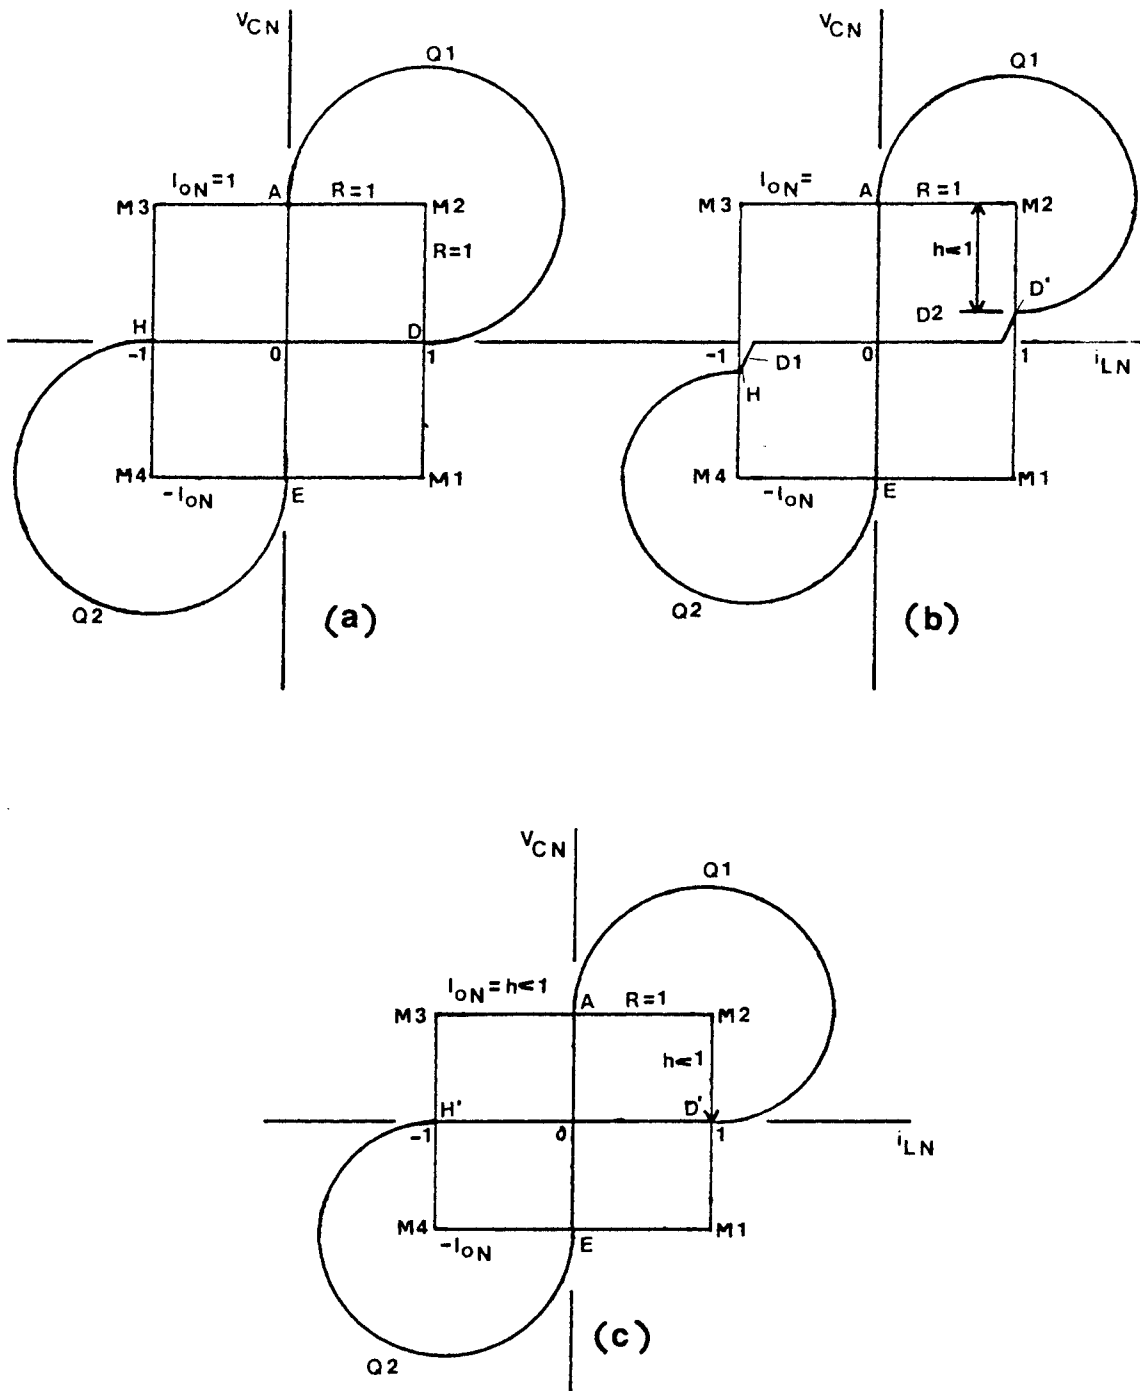 VCN
Q1
IoN=1
A
R=1
M3
M2
R=1
H
D
-1
0
1
M4
-IoN
E
M1
Q2
(a)
VCN
Q1
IoN=
A
R=1
M3
M2
h<1
D'
D2
-1
0
1
iLN
D1
H
M4
-IoN
E
M1
Q2
(b)
VCN
Q1
IoN=h<1
A
R=1
M3
M2
h<1
H'
D'
-1
0
1
iLN
M4
-IoN
E
M1
Q2
(c)